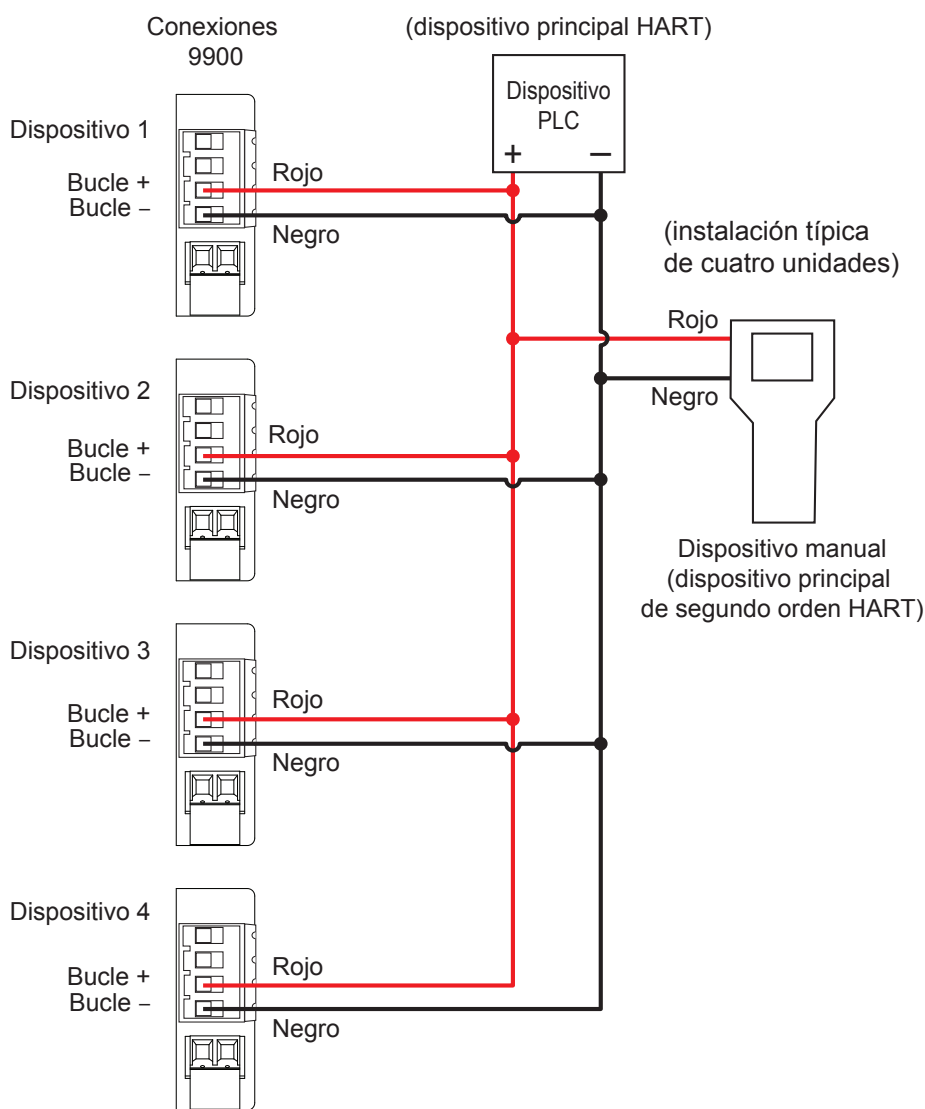 Conexiones
9900
(dispositivo principal HART)
Dispositivo
PLC
+ –
Dispositivo 1
Bucle +
Bucle –
Rojo
Negro
(instalación típica
de cuatro unidades)
Rojo
Negro
Dispositivo manual
(dispositivo principal
de segundo orden HART)
Dispositivo 2
Bucle +
Bucle –
Rojo
Negro
Dispositivo 3
Bucle +
Bucle –
Rojo
Negro
Dispositivo 4
Bucle +
Bucle –
Rojo
Negro